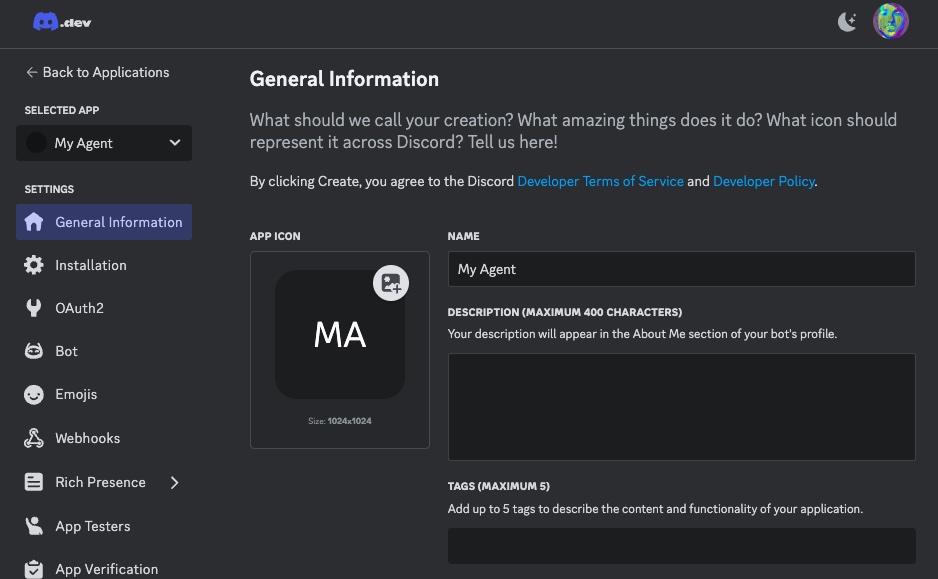 .dev
Back to Applications
SELECTED APP
My Agent
SETTINGS
General Information
Installation
OAuth2
Bot
Emojis
Webhooks
Rich Presence
App Testers
App Verification
General Information
What should we call your creation? What amazing things does it do? What icon should
represent it across Discord? Tell us here!
By clicking Create, you agree to the Discord Developer Terms of Service and Developer Policy.
APP ICON
MA
Size: 1024x1024
NAME
My Agent
DESCRIPTION (MAXIMUM 400 CHARACTERS)
Your description will appear in the About Me section of your bot's profile.
TAGS (MAXIMUM 5)
Add up to 5 tags to describe the content and functionality of your application.